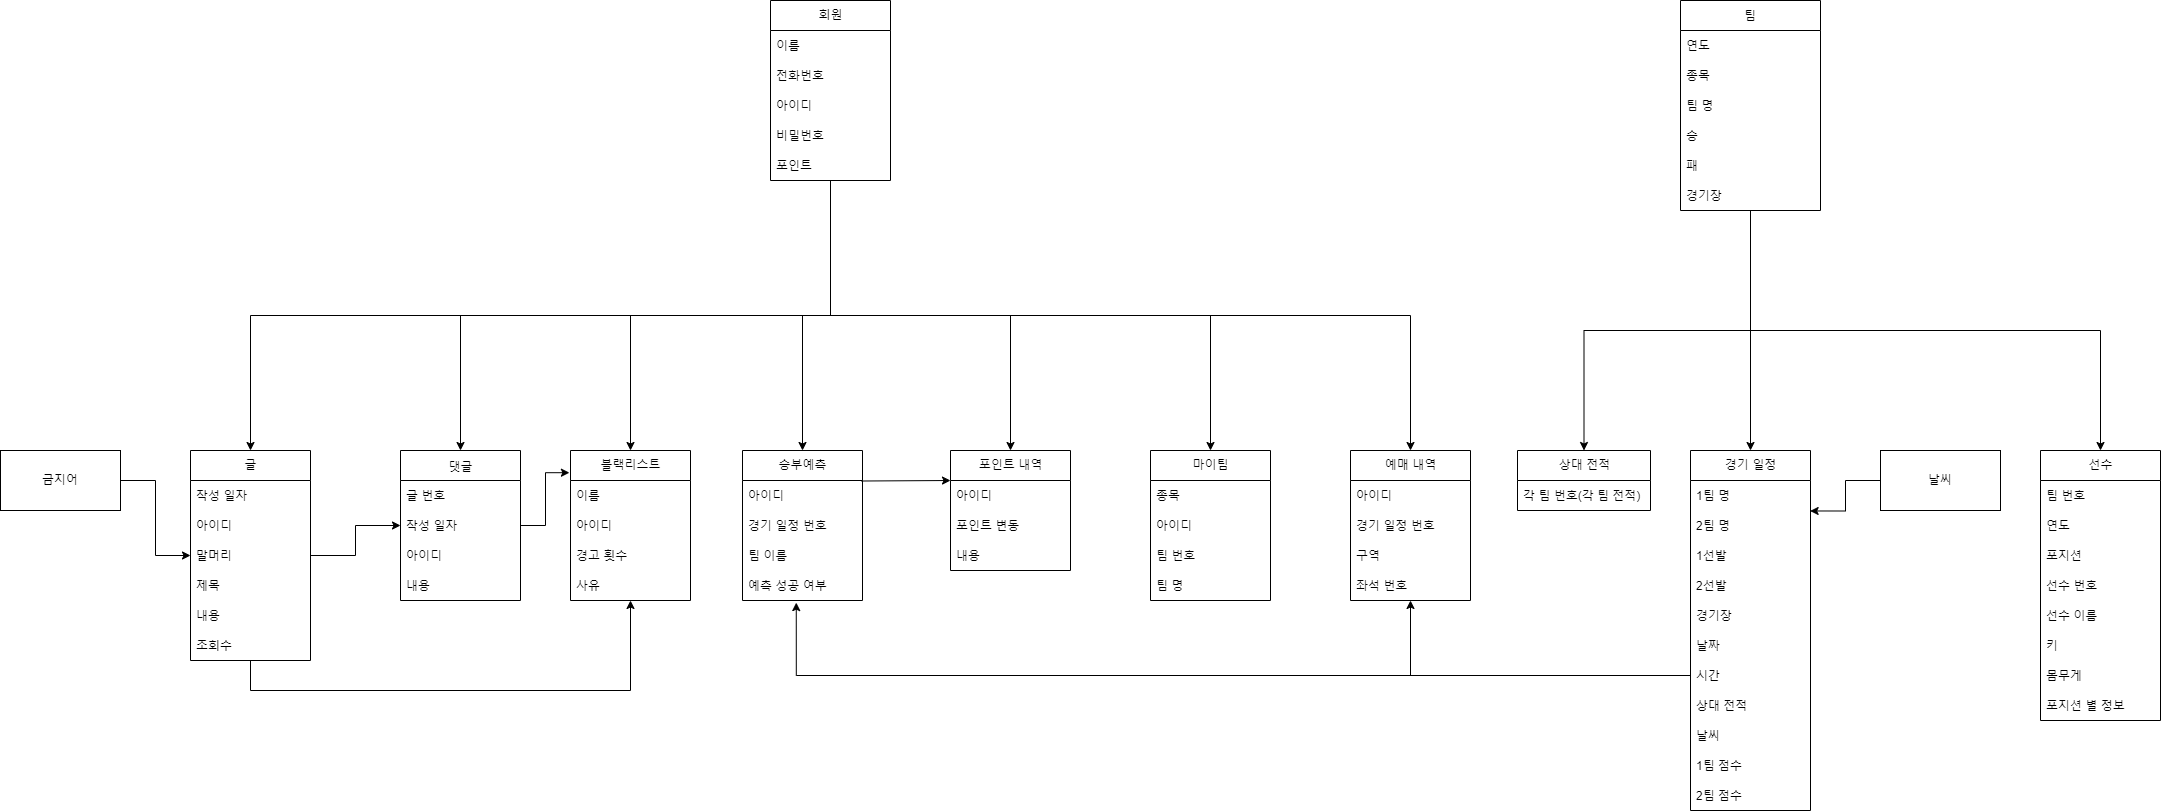 회원
이름
전화번호
아이디
비밀번호
포인트
팀
연도
종목
팀 명
승
패
경기장
금지어
글
작성 일자
아이디
말머리
제목
내용
조회수
댓글
글 번호
작성 일자
아이디
내용
블랙리스트
이름
아이디
경고 횟수
사유
승부예측
아이디
경기 일정 번호
팀 이름
예측 성공 여부
포인트 내역
아이디
포인트 변동
내용
마이팀
종목
아이디
팀 번호
팀 명
예매 내역
아이디
경기 일정 번호
구역
좌석 번호
상대 전적
각 팀 번호(각 팀 전적)
경기 일정
1팀 명
2팀 명
1선발
2선발
경기장
날짜
시간
상대 전적
날씨
1팀 점수
2팀 점수
날씨
선수
팀 번호
연도
포지션
선수 번호
선수 이름
키
몸무게
포지션 별 정보